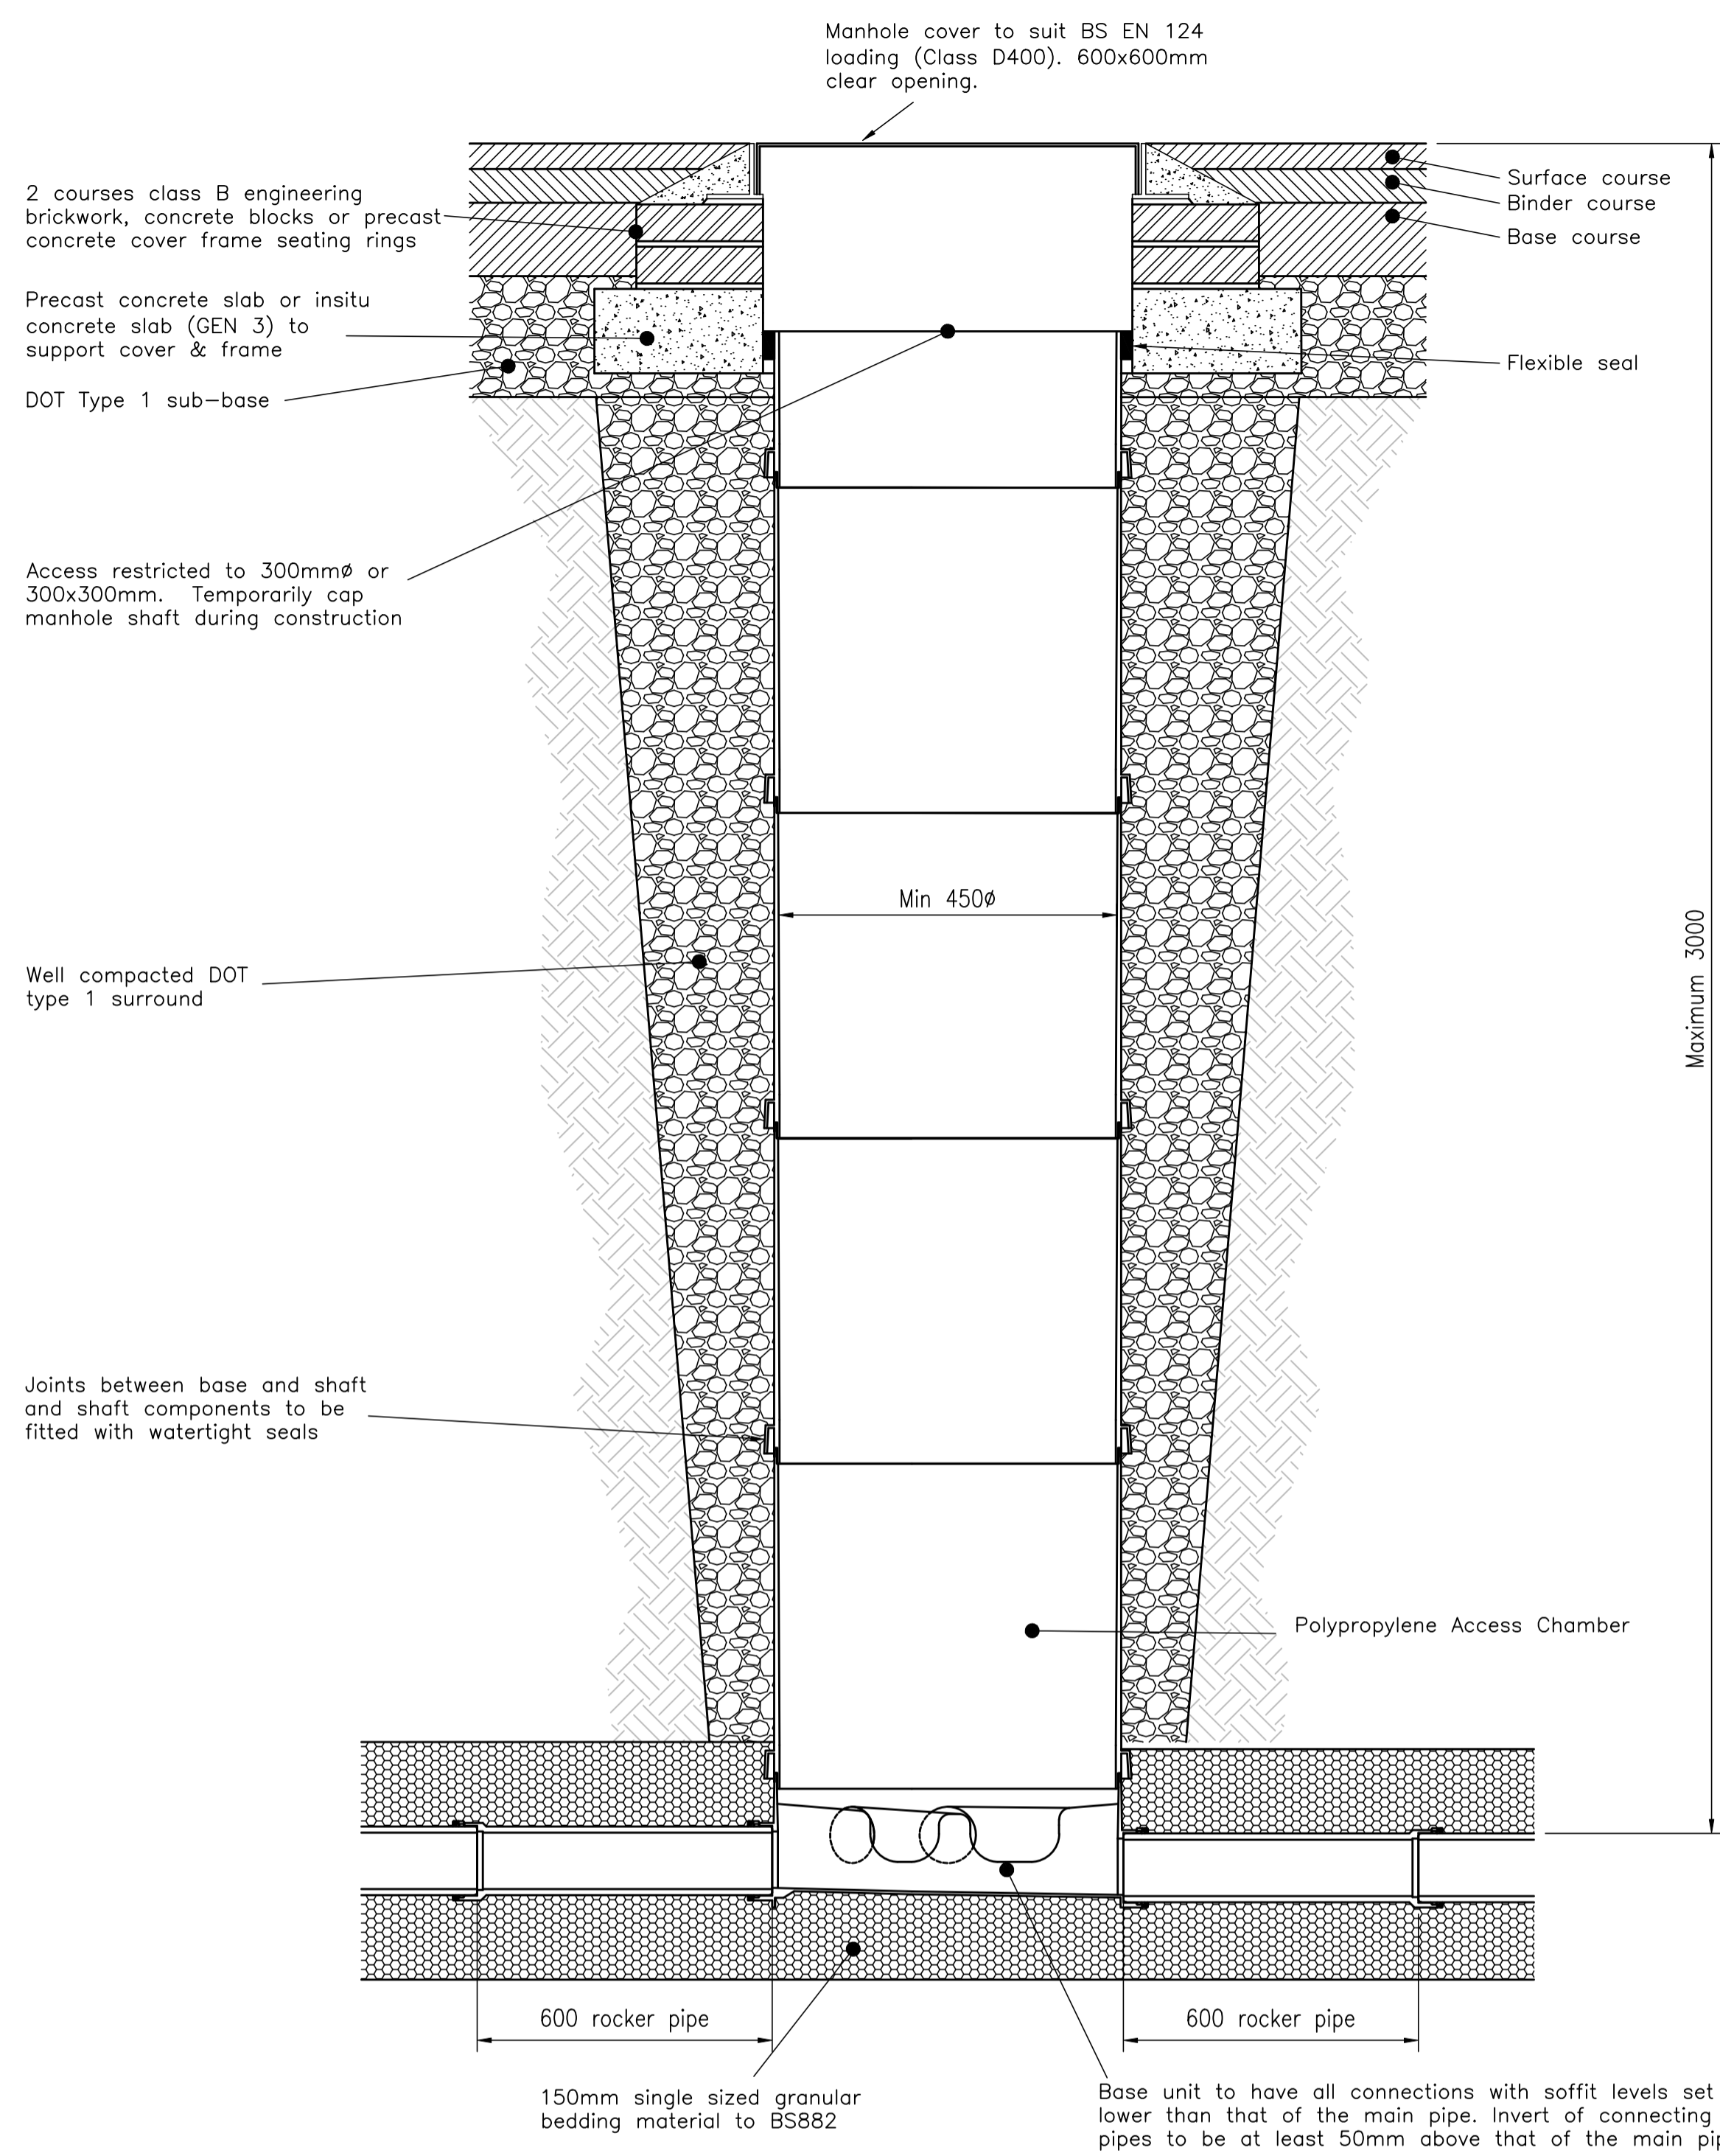 Manhole cover to suit BS EN 124
loading (Class D400). 600x600mm
clear opening.
2 courses class B engineering
brickwork, concrete blocks or precast
concrete cover frame seating rings
Surface course
Binder course
Base course
Precast concrete slab or insitu
concrete slab (GEN 3) to
support cover & frame
Flexible seal
DOT Type 1 sub-base
Access restricted to 300mmø or
300x300mm. Temporarily cap
manhole shaft during construction
Min 450ø
Maximum 3000
Well compacted DOT
type 1 surround
Joints between base and shaft
and shaft components to be
fitted with watertight seals
Polypropylene Access Chamber
600 rocker pipe
600 rocker pipe
150mm single sized granular
bedding material to BS882
Base unit to have all connections with soffit levels set
lower than that of the main pipe. Invert of connecting
pipes to be at least 50mm above that of the main